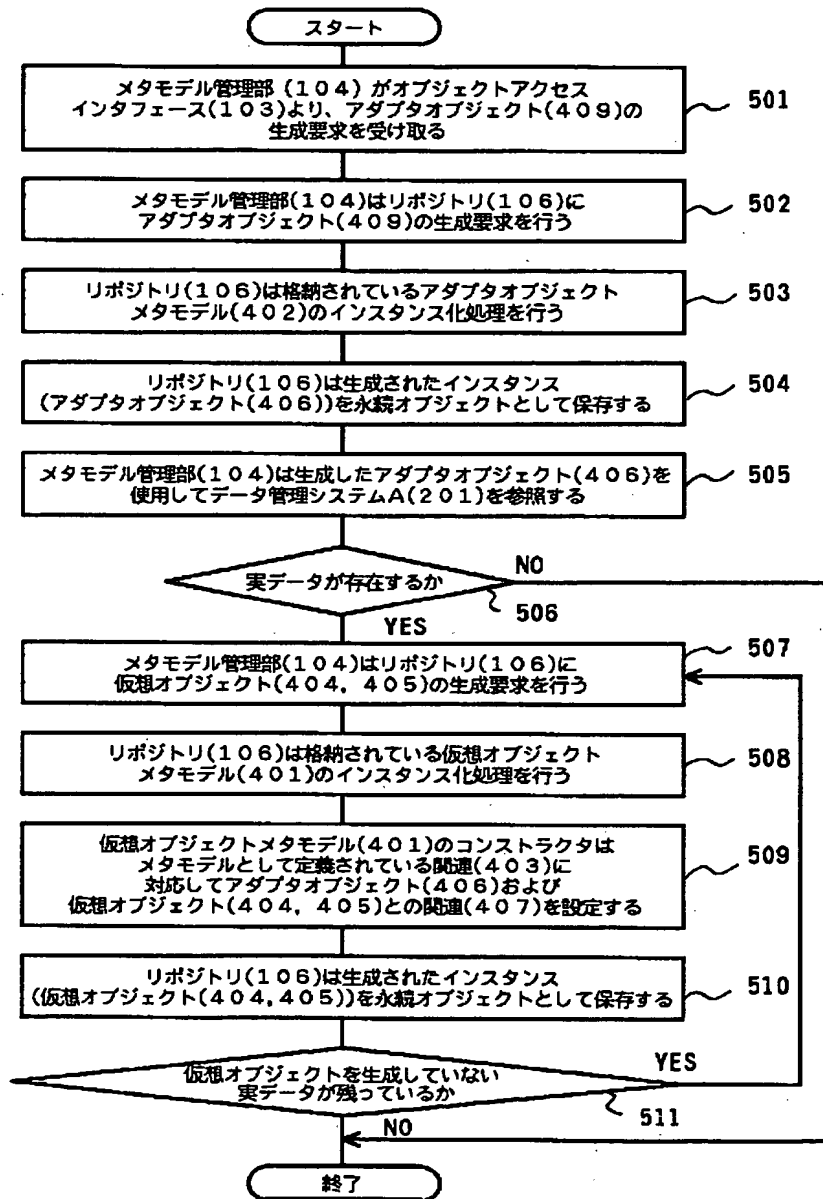 スタート
メタモデル管理部（１０４）がオブジェクトアクセス
インタフェース(１０３)より、アダプタオブジェクト(４０９)の
生成要求を受け取る
501
メタモデル管理部(１０４)はリポジトリ(１０６)に
アダプタオブジェクト(４０９)の生成要求を行う
502
リポジトリ(１０６)は格納されているアダプタオブジェクト
メタモデル(４０２)のインスタンス化処理を行う
503
リポジトリ(１０６)は生成されたインスタンス
(アダプタオブジェクト(４０６))を永続オブジェクトとして保存する
504
メタモデル管理部(１０４)は生成したアダプタオブジェクト(４０６)を
使用してデータ管理システムＡ(２０１)を参照する
505
実データが存在するか
NO
506
YES
メタモデル管理部(１０４)はリポジトリ(１０６)に
仮想オブジェクト(４０４，４０５)の生成要求を行う
507
リポジトリ(１０６)は格納されている仮想オブジェクト
メタモデル(４０１)のインスタンス化処理を行う
508
仮想オブジェクトメタモデル(４０１)のコンストラクタは
メタモデルとして定義されている関連(４０３)に
対応してアダプタオブジェクト(４０６)および
仮想オブジェクト(４０４，４０５)との関連(４０７)を設定する
509
リポジトリ(１０６)は生成されたインスタンス
(仮想オブジェクト(４０４,４０５))を永続オブジェクトとして保存する
510
仮想オブジェクトを生成していない
実データが残っているか
YES
511
NO
終了